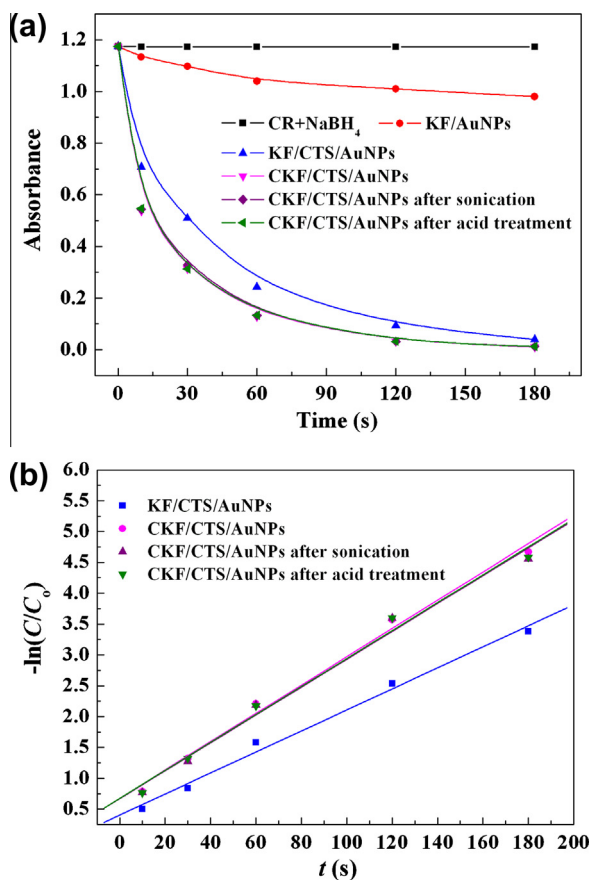 (a)
1.2
1.0
0.8
0.6
0.4
0.2
0.0
Absorbance
CR+NaBH4 KF/AuNPs
KF/CTS/AuNPs
CKF/CTS/AuNPs
CKF/CTS/AuNPs after sonication
CKF/CTS/AuNPs after acid treatment
0 30 60 90 120 150 180
Time (s)
(b)
6.0
5.5
5.0
4.5
4.0
3.5
3.0
2.5
2.0
1.5
1.0
0.5
-ln(C/Co)
KF/CTS/AuNPs
CKF/CTS/AuNPs
CKF/CTS/AuNPs after sonication
CKF/CTS/AuNPs after acid treatment
0 20 40 60 80 100 120 140 160 180 200
t (s)